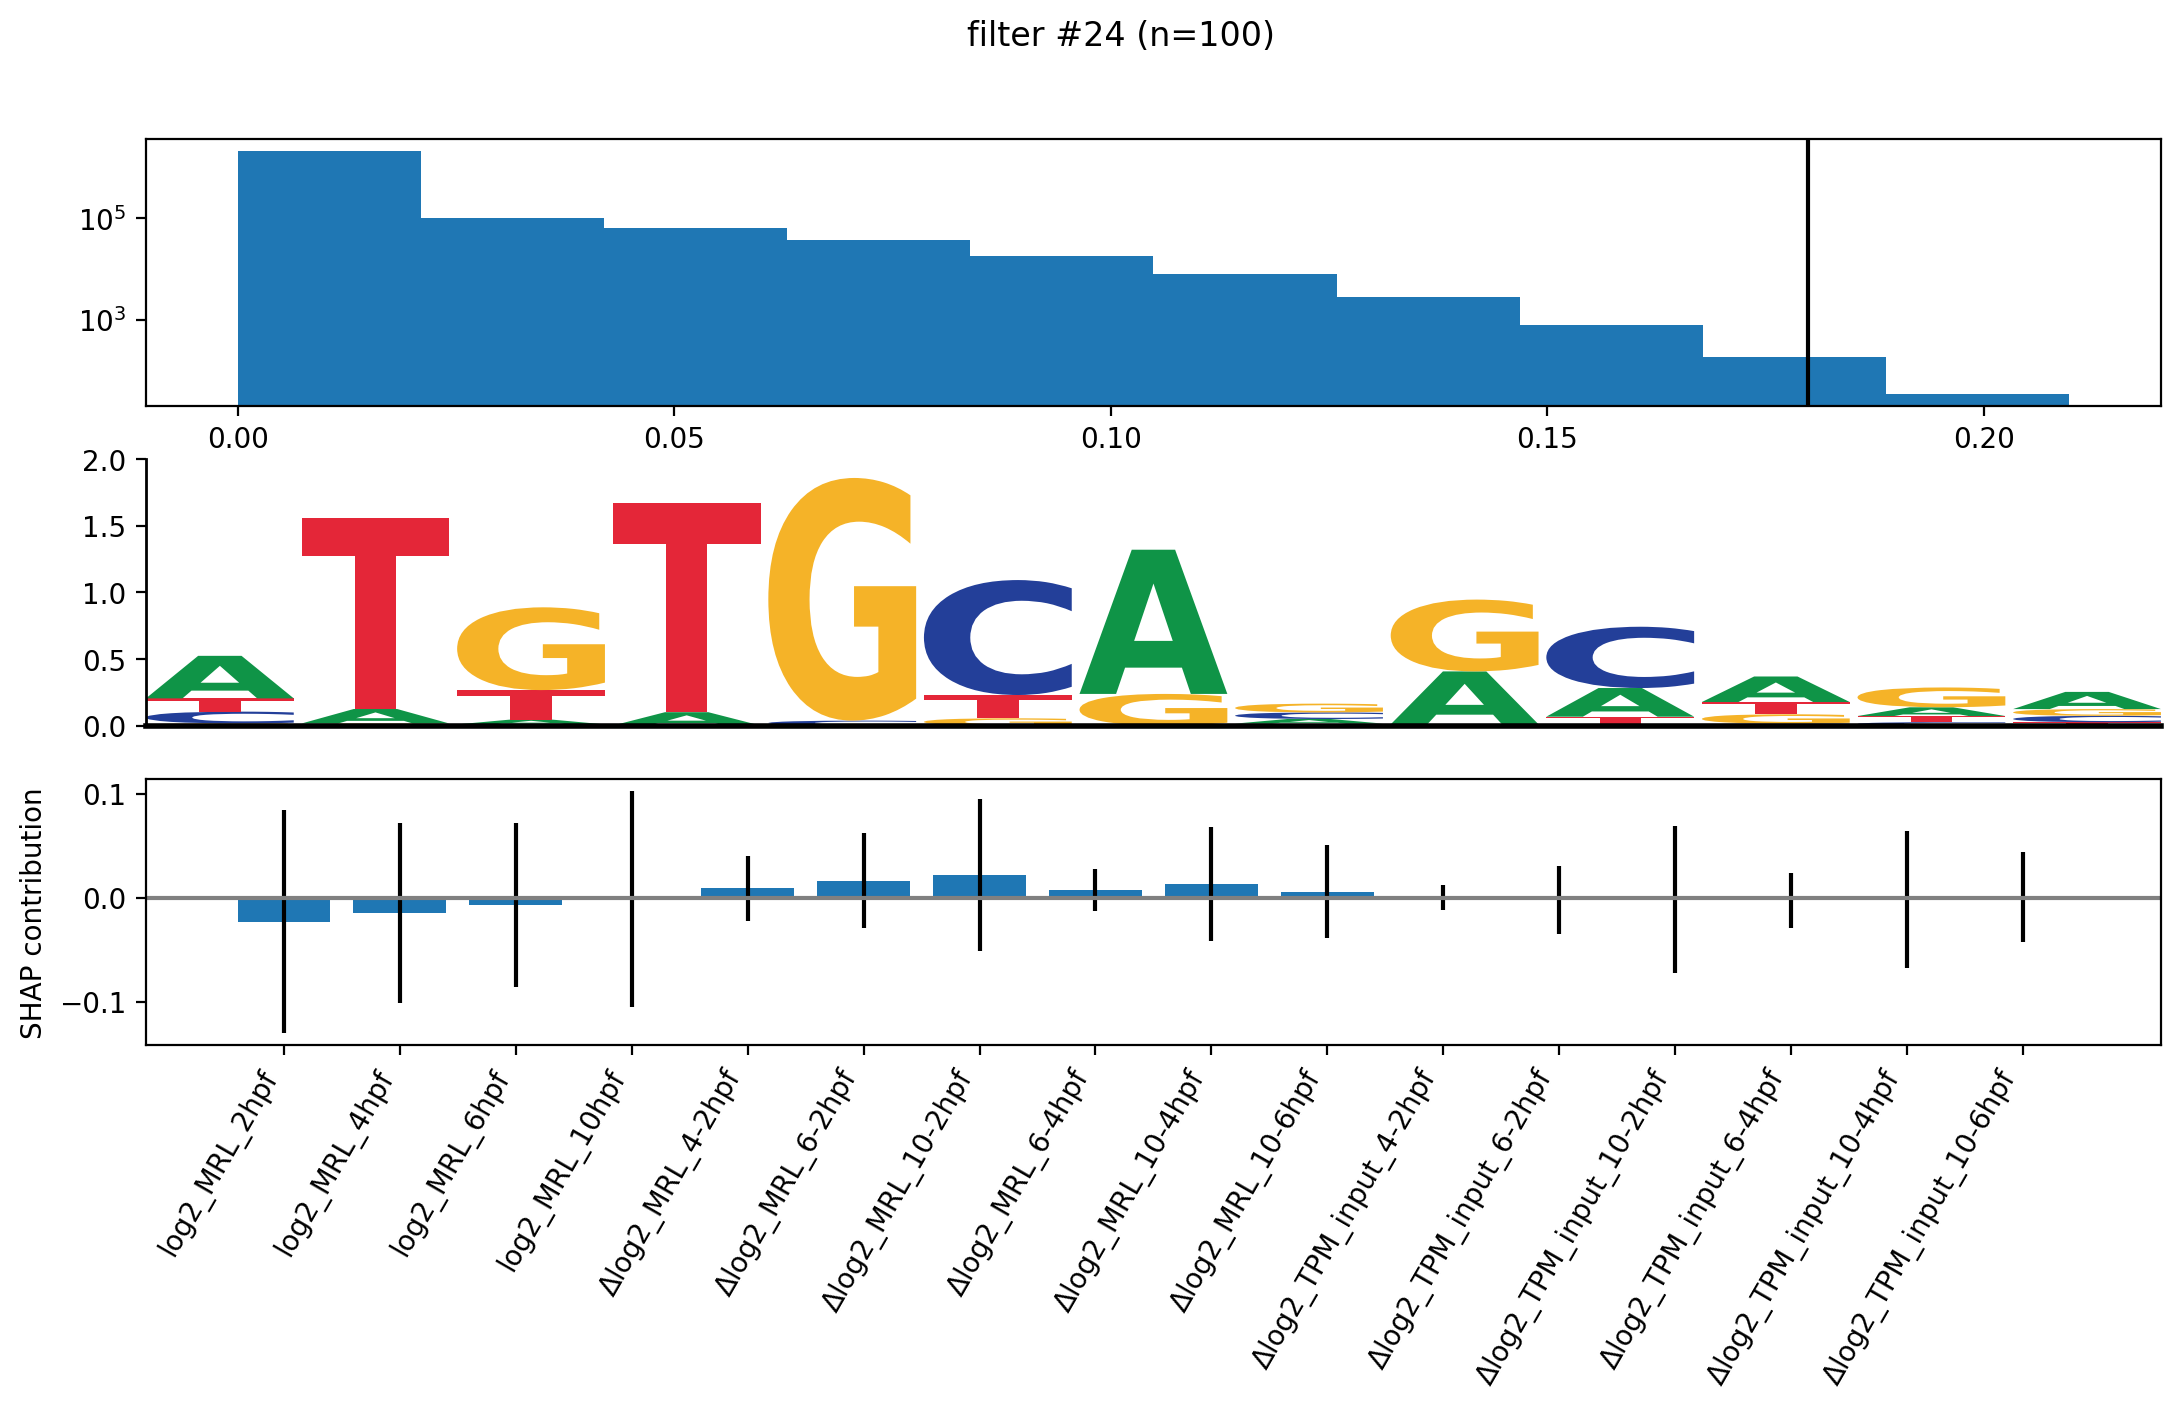 filter #24 (n=100)
10^5
10^3
0.00 0.05 0.10 0.15 0.20
2.0
1.5
1.0
0.5
0.0
A T G T G C A G G C A G A
T A T A C T G C A A T A G
C A G A T G T C
SHAP contribution
0.1
0.0
−0.1
log2_MRL_2hpf
log2_MRL_4hpf
log2_MRL_6hpf
log2_MRL_10hpf
Δlog2_MRL_4-2hpf
Δlog2_MRL_6-2hpf
Δlog2_MRL_10-2hpf
Δlog2_MRL_6-4hpf
Δlog2_MRL_10-4hpf
Δlog2_MRL_10-6hpf
Δlog2_TPM_input_4-2hpf
Δlog2_TPM_input_6-2hpf
Δlog2_TPM_input_10-2hpf
Δlog2_TPM_input_6-4hpf
Δlog2_TPM_input_10-4hpf
Δlog2_TPM_input_10-6hpf